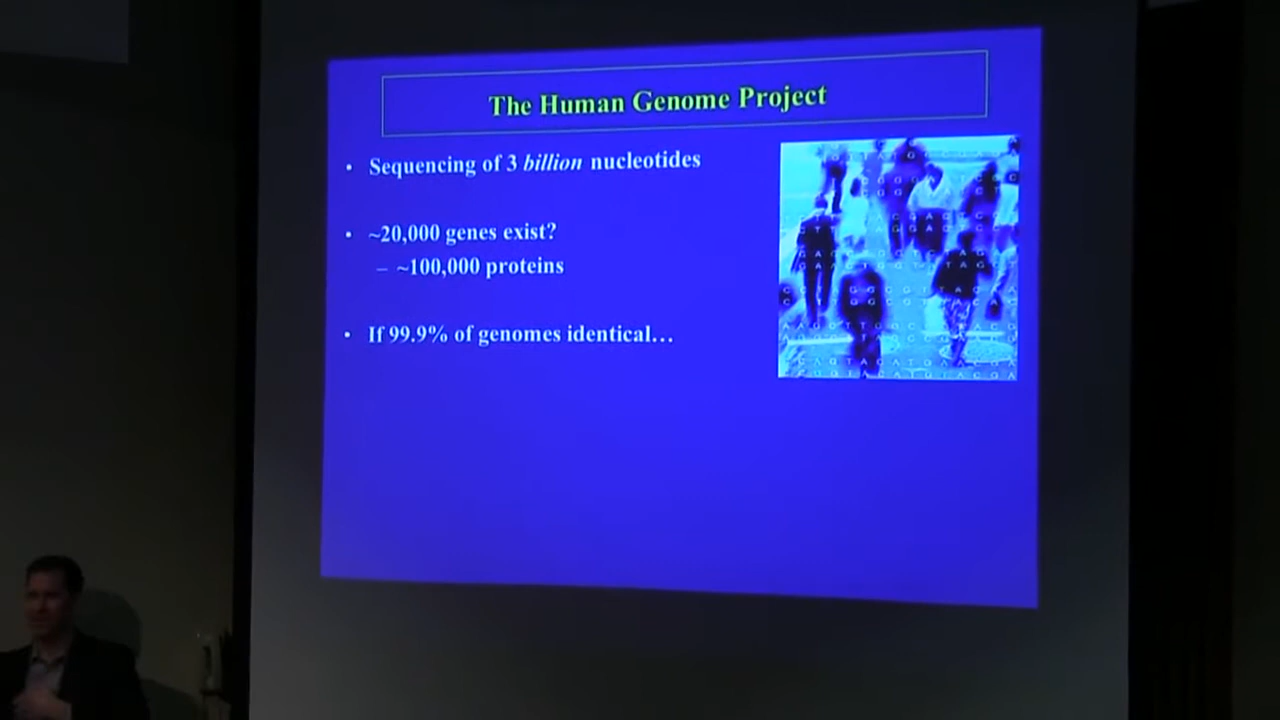 The Human Genome Project
• Sequencing of 3 billion nucleotides
• ~20,000 genes exist?
– ~100,000 proteins
• If 99.9% of genomes identical…